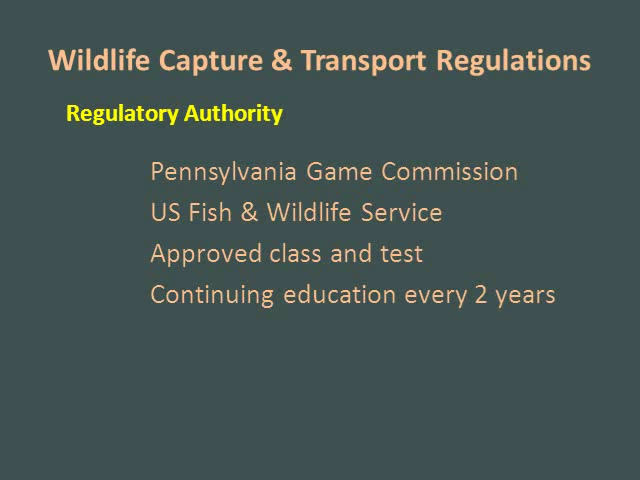 Wildlife Capture & Transport Regulations
Regulatory Authority
Pennsylvania Game Commission
US Fish & Wildlife Service
Approved class and test
Continuing education every 2 years